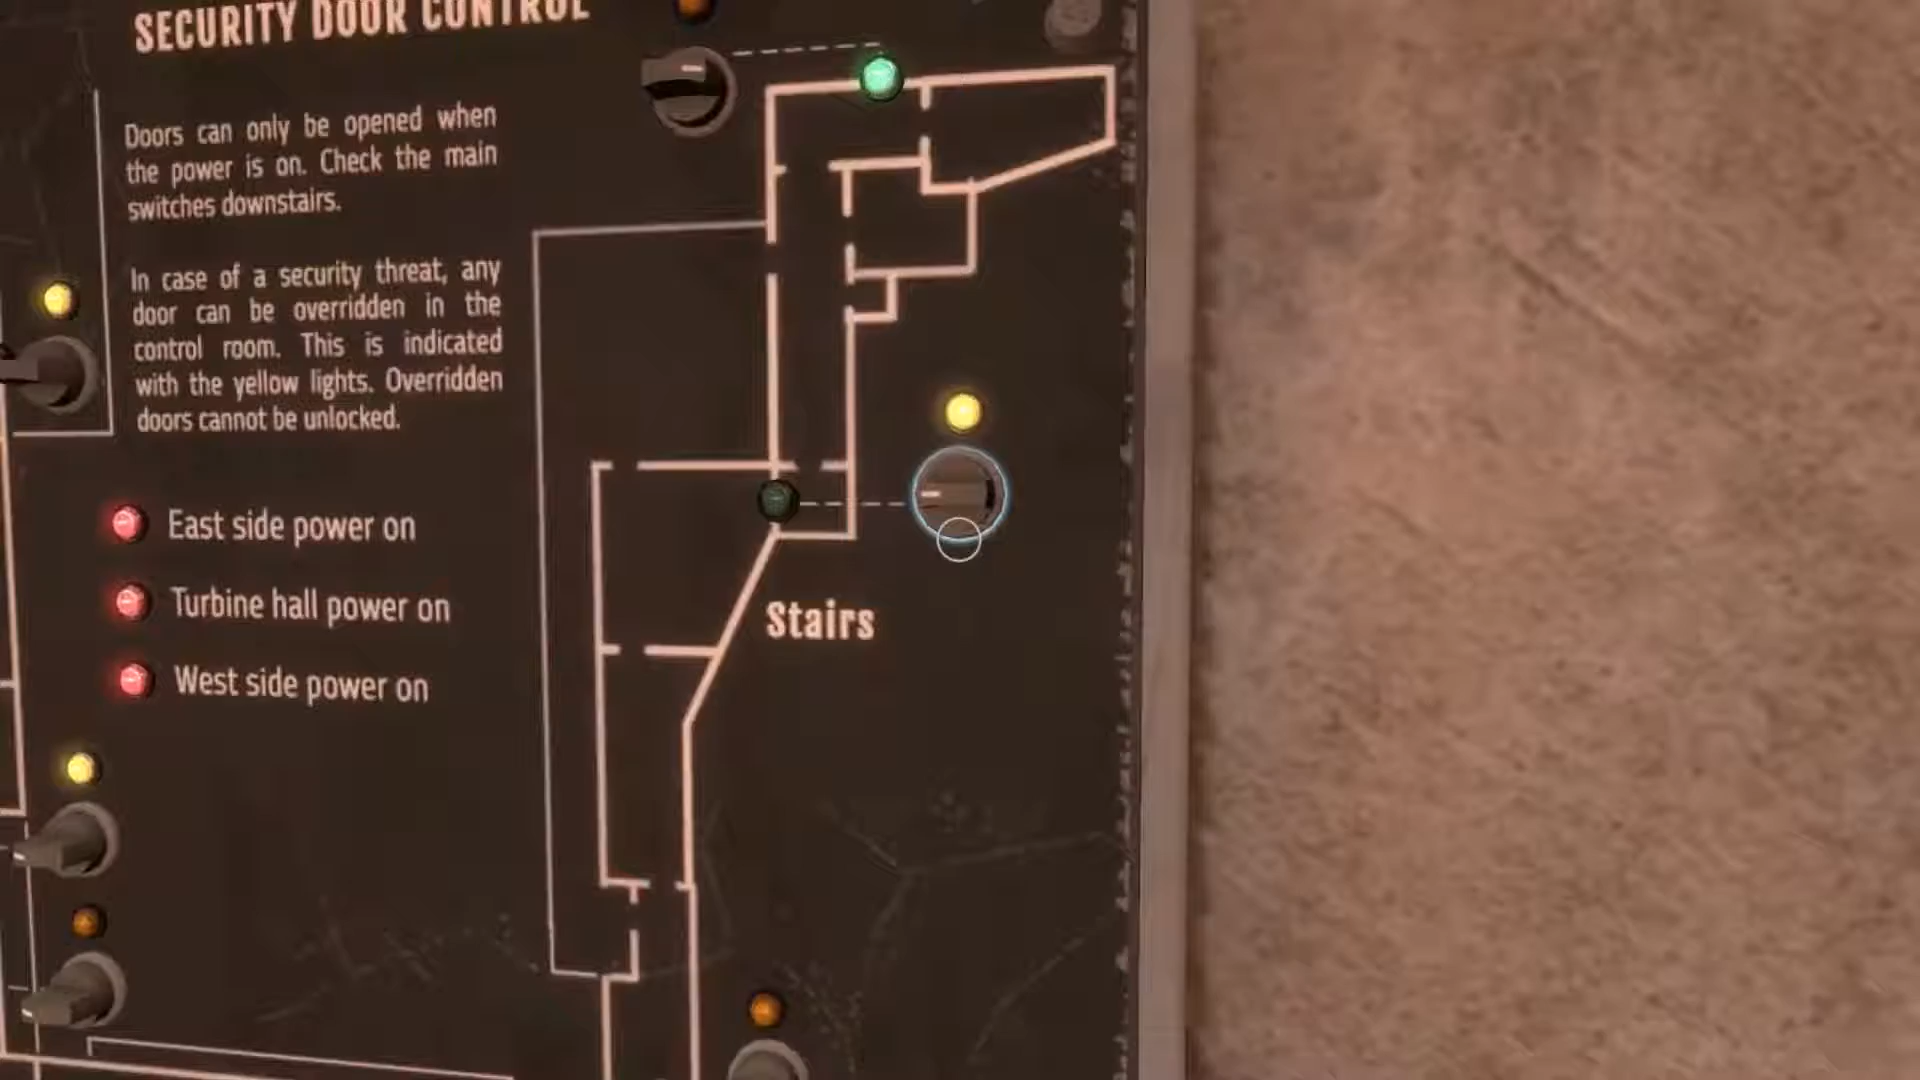 SECURITY DOOR CONTROL
Doors can only be opened when
the power is on. Check the main
switches downstairs.
In case of a security threat, any
door can be overridden in the
control room. This is indicated
with the yellow lights. Overridden
doors cannot be unlocked.
East side power on
Turbine hall power on
West side power on
Stairs